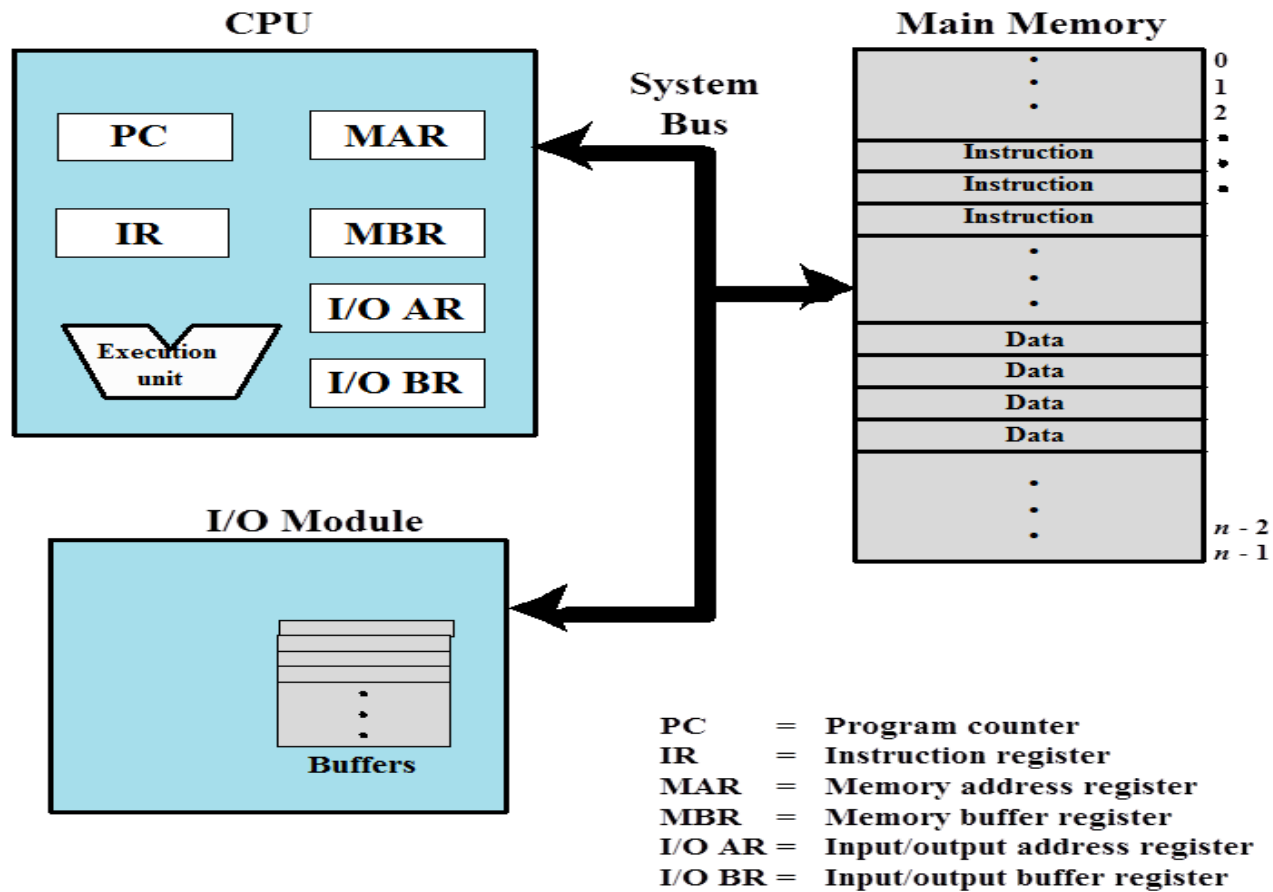 CPU
PC
MAR
IR
MBR
I/O AR
Execution
unit
I/O BR
System
Bus
Main Memory
0
1
2
Instruction
Instruction
Instruction
Data
Data
Data
Data
n - 2
n - 1
I/O Module
Buffers
PC = Program counter
IR = Instruction register
MAR = Memory address register
MBR = Memory buffer register
I/O AR = Input/output address register
I/O BR = Input/output buffer register